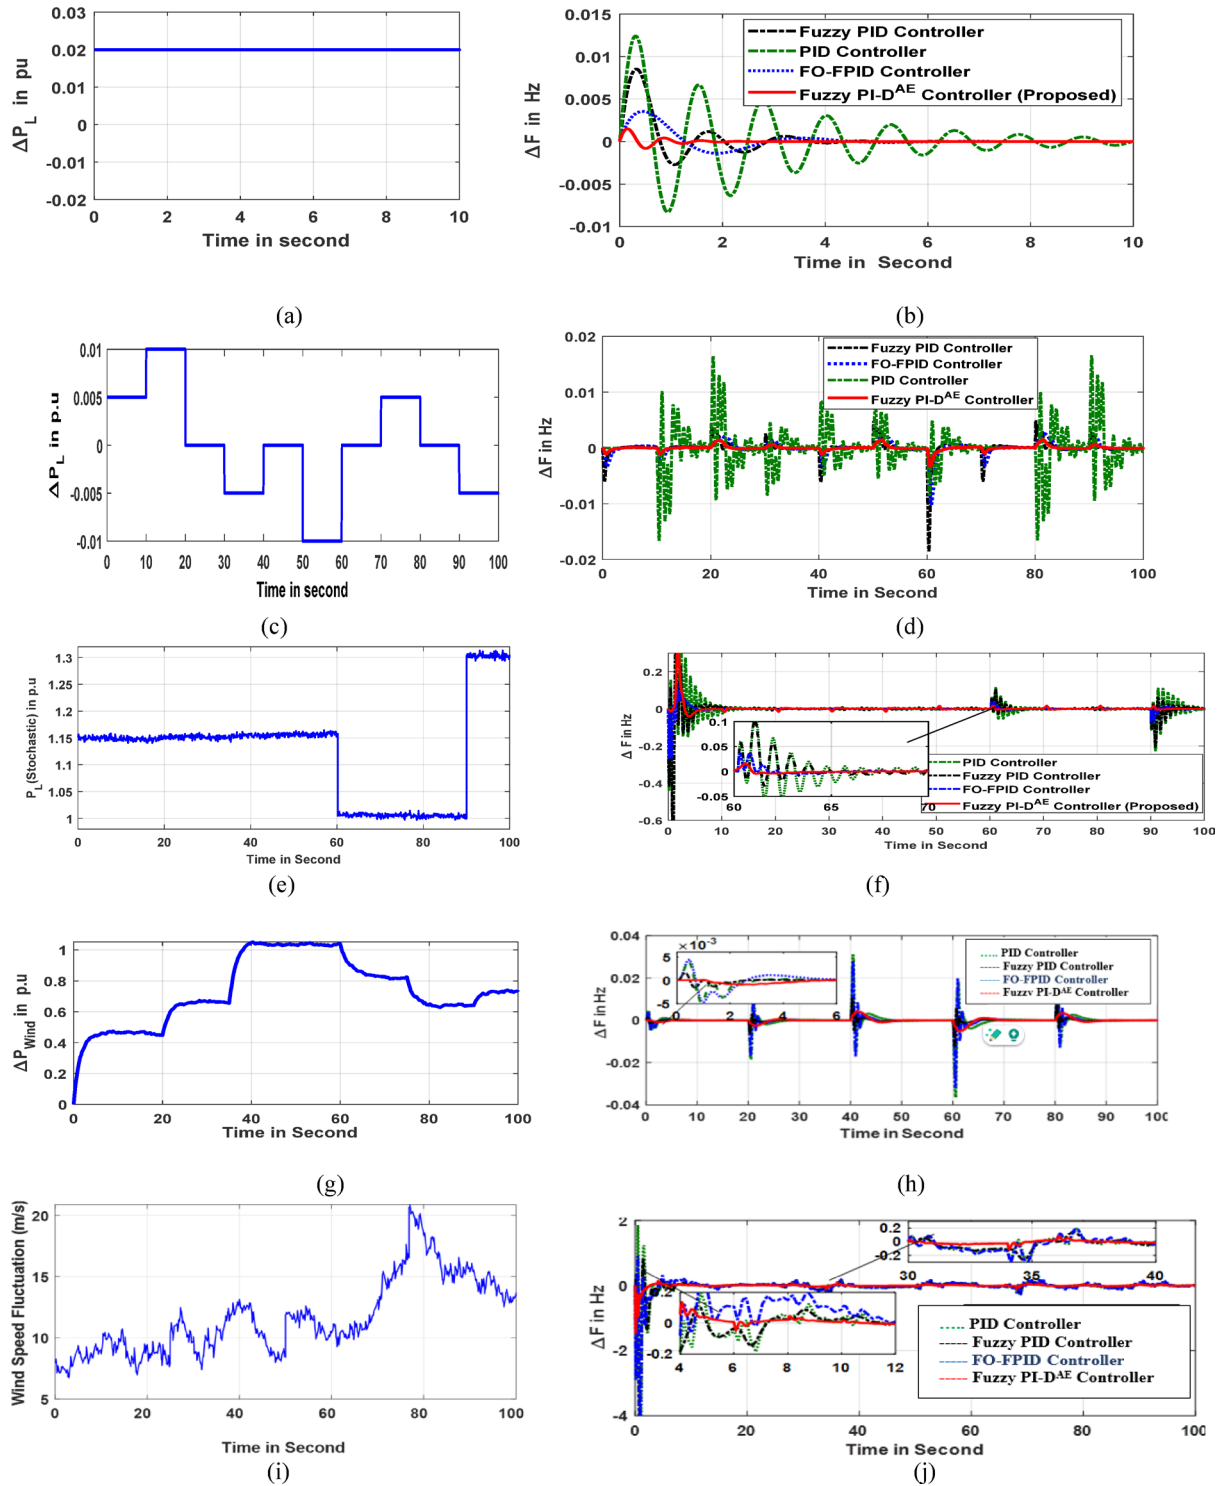 0.03
0.02
0.01
0
-0.01
-0.02
ΔP_L in pu
0 2 4 6 8 10
Time in second
(a)
0.015
0.01
0.005
0
-0.005
-0.01
ΔF in Hz
Fuzzy PID Controller
PID Controller
FO-FPID Controller
Fuzzy PI-D^AE Controller (Proposed)
0 2 4 6 8 10
Time in Second
(b)
0.01
0.005
0
-0.005
-0.01
ΔP_L in p.u
0 10 20 30 40 50 60 70 80 90 100
Time in second
(c)
0.02
0.01
0
-0.01
-0.02
ΔF in Hz
Fuzzy PID Controller
FO-FPID Controller
PID Controller
Fuzzy PI-D^AE Controller
0 20 40 60 80 100
Time in Second
(d)
1.3
1.25
1.2
1.15
1.1
1.05
1
P_L(Stochastic) in p.u
0 20 40 60 80 100
Time in Second
(e)
0.2
0
-0.2
-0.4
-0.6
Δ F in Hz
0.1
0.05
0
-0.05
60 65 70
PID Controller
Fuzzy PID Controller
FO-FPID Controller
Fuzzy PI-D^AE Controller (Proposed)
0 10 20 30 40 50 60 70 80 90 100
Time in Second
(f)
1
0.8
0.6
0.4
0.2
0
ΔP_Wind in p.u
0 20 40 60 80 100
Time in Second
(g)
0.04
0.02
0
-0.02
-0.04
ΔF in Hz
×10^-3
5
0
-5
0 2 4 6
PID Controller
Fuzzy PID Controller
FO-FPID Controller
Fuzzv PI-D^AE Controller
0 10 20 30 40 50 60 70 80 90 100
Time in Second
(h)
20
15
10
5
Wind Speed Fluctuation (m/s)
0 20 40 60 80 100
Time in Second
(i)
2
0
-2
-4
ΔF in Hz
0.2
0
-0.2
30 35 40
0.2
0
-0.2
4 6 8 10 12
PID Controller
Fuzzy PID Controller
FO-FPID Controller
Fuzzy PI-D^AE Controller
0 20 40 60 80 100
Time in Second
(j)